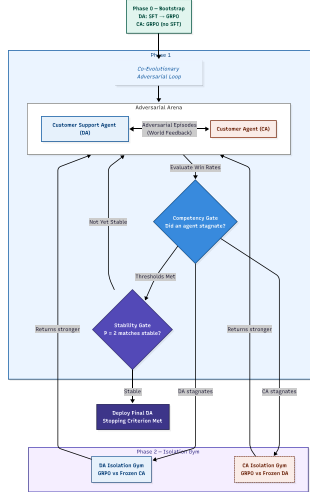 Phase 0 – Bootstrap
DA: SFT → GRPO
CA: GRPO (no SFT)
Phase 1
Co-Evolutionary
Adversarial Loop
Adversarial Arena
Customer Support Agent
(DA)
Adversarial Episodes
(World Feedback)
Customer Agent (CA)
Evaluate Win Rates
Competency Gate
Did an agent stagnate?
Not Yet Stable
Thresholds Met
Stability Gate
P = 2 matches stable?
Returns stronger
Returns stronger
Stable
DA stagnates
CA stagnates
Deploy Final DA
Stopping Criterion Met
Phase 2 – Isolation Gym
DA Isolation Gym
GRPO vs Frozen CA
CA Isolation Gym
GRPO vs Frozen DA